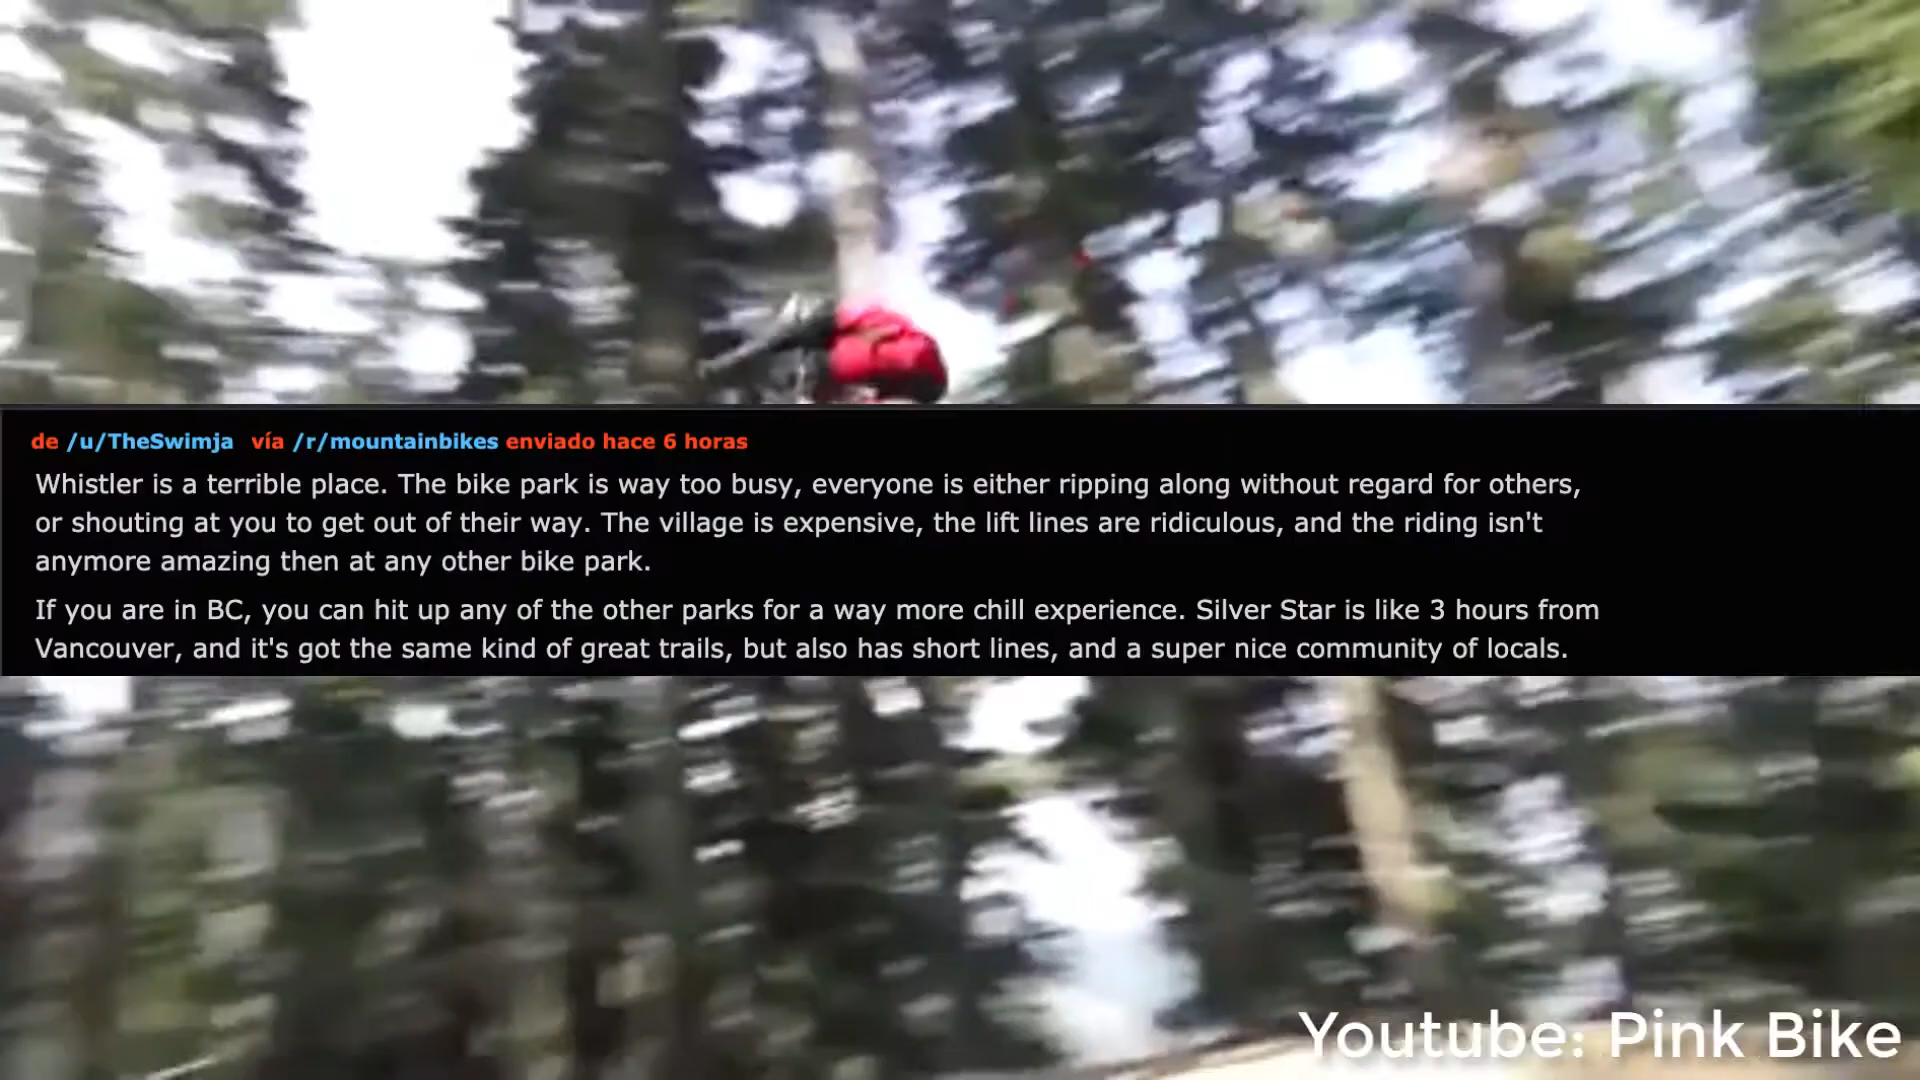 de /u/TheSwimja vía /r/mountainbikes enviado hace 6 horas
Whistler is a terrible place. The bike park is way too busy, everyone is either ripping along without regard for others,
or shouting at you to get out of their way. The village is expensive, the lift lines are ridiculous, and the riding isn't
anymore amazing then at any other bike park.
If you are in BC, you can hit up any of the other parks for a way more chill experience. Silver Star is like 3 hours from
Vancouver, and it's got the same kind of great trails, but also has short lines, and a super nice community of locals.
Youtube: Pink Bike